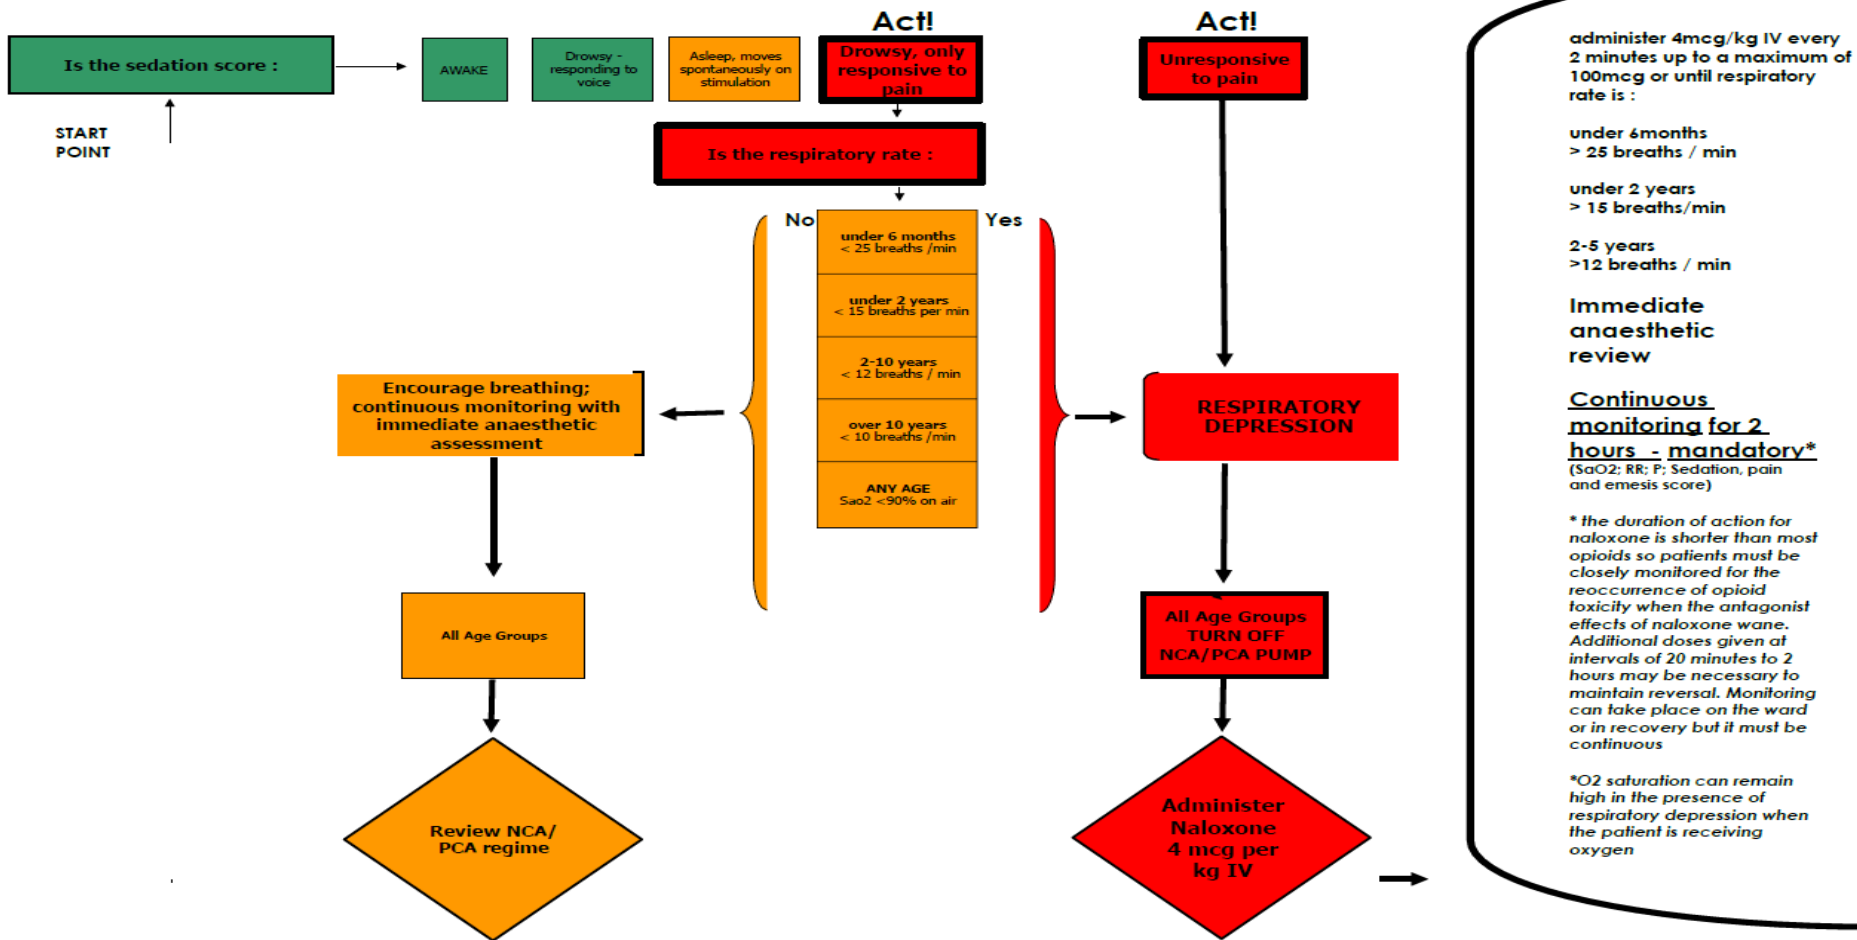 Act!
Act!
Is the sedation score :
AWAKE
Drowsy -
responding to
voice
Asleep, moves
spontaneously on
stimulation
Drowsy, only
responsive to
pain
Unresponsive
to pain
START
POINT
Is the respiratory rate :
No
Yes
under 6 months
< 25 breaths /min
under 2 years
< 15 breaths per min
2-10 years
< 12 breaths / min
over 10 years
< 10 breaths /min
ANY AGE
Sao2 <90% on air
Encourage breathing;
continuous monitoring with
immediate anaesthetic
assessment
RESPIRATORY
DEPRESSION
All Age Groups
All Age Groups
TURN OFF
NCA/PCA PUMP
Review NCA/
PCA regime
Administer
Naloxone
4 mcg per
kg IV
administer 4mcg/kg IV every
2 minutes up to a maximum of
100mcg or until respiratory
rate is :
under 6months
> 25 breaths / min
under 2 years
> 15 breaths/min
2-5 years
>12 breaths / min
Immediate
anaesthetic
review
Continuous
monitoring for 2
hours - mandatory*
(SaO2; RR; P; Sedation, pain
and emesis score)
* the duration of action for
naloxone is shorter than most
opioids so patients must be
closely monitored for the
reoccurrence of opioid
toxicity when the antagonist
effects of naloxone wane.
Additional doses given at
intervals of 20 minutes to 2
hours may be necessary to
maintain reversal. Monitoring
can take place on the ward
or in recovery but it must be
continuous
*O2 saturation can remain
high in the presence of
respiratory depression when
the patient is receiving
oxygen